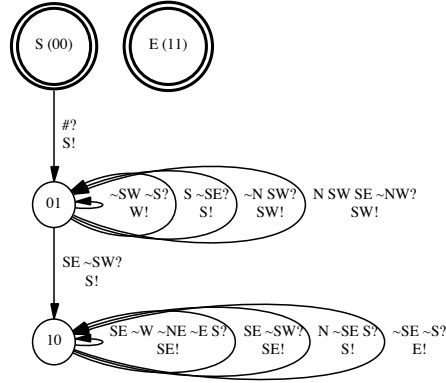 S (00)
E (11)
#?
S!
01
~SW ~S?
W!
S ~SE?
S!
~N SW?
SW!
N SW SE ~NW?
SW!
SE ~SW?
S!
10
SE ~W ~NE ~E S?
SE!
SE ~SW?
SE!
N ~SE S?
S!
~SE ~S?
E!